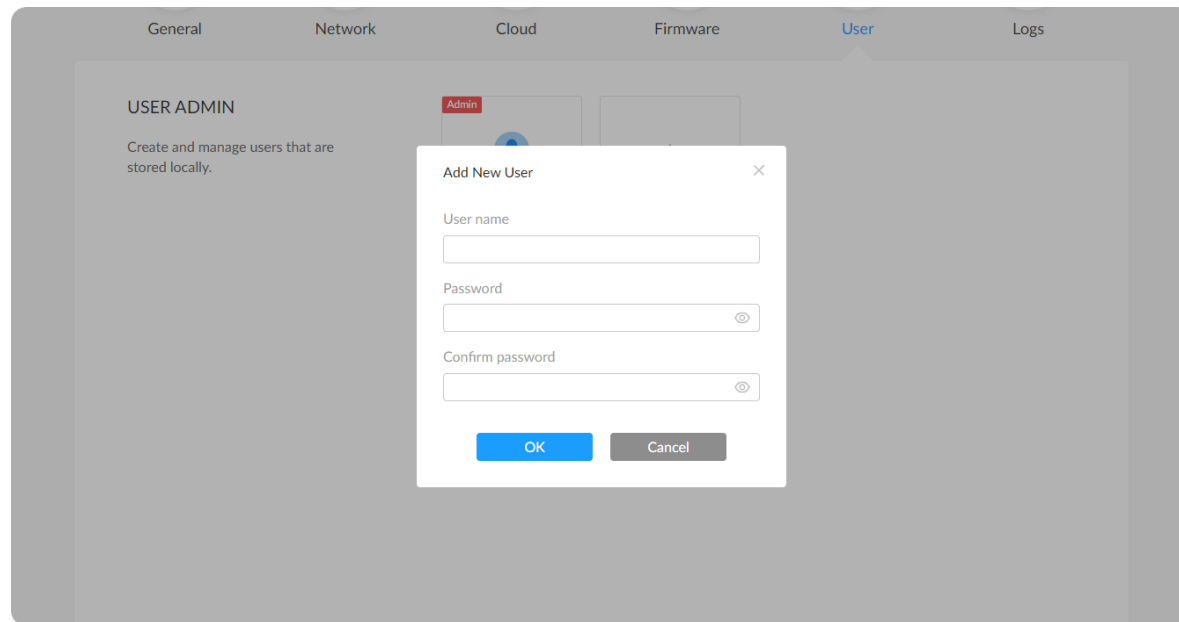 General
Network
Cloud
Firmware
User
Logs
USER ADMIN
Create and manage users that are
stored locally.
Admin
Add New User
User name
Password
Confirm password
OK
Cancel